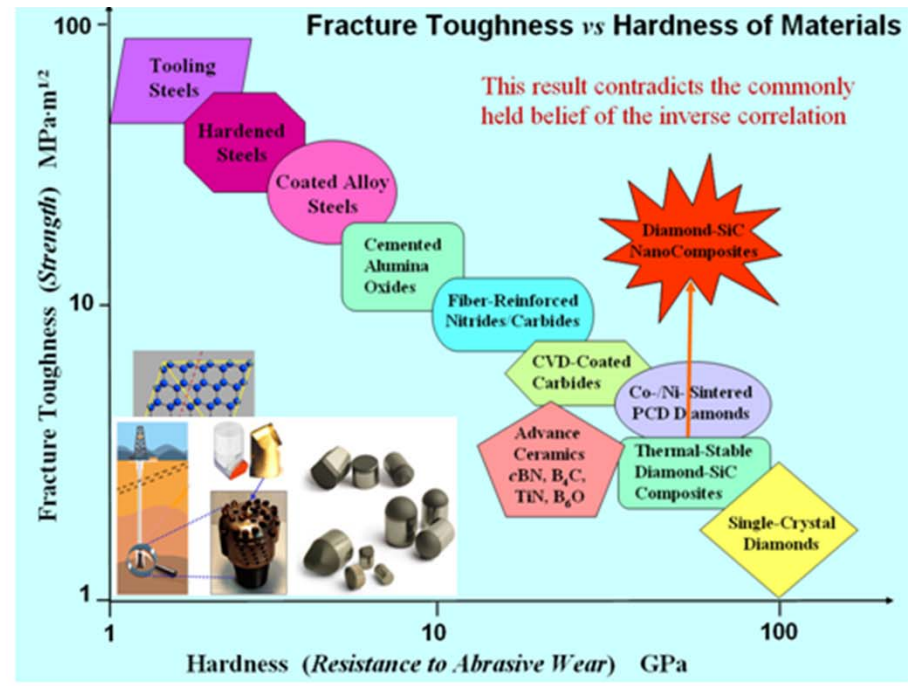 Fracture Toughness vs Hardness of Materials
This result contradicts the commonly
held belief of the inverse correlation
100
10
1
Fracture Toughness (Strength) MPa·m¹/²
Tooling
Steels
Hardened
Steels
Coated Alloy
Steels
Cemented
Alumina
Oxides
Fiber-Reinforced
Nitrides/Carbides
CVD-Coated
Carbides
Diamond-SiC
NanoComposites
Co-/Ni- Sintered
PCD Diamonds
Advance
Ceramics
cBN, B₄C,
TiN, B₆O
Thermal-Stable
Diamond-SiC
Composites
Single-Crystal
Diamonds
1
10
100
Hardness (Resistance to Abrasive Wear) GPa